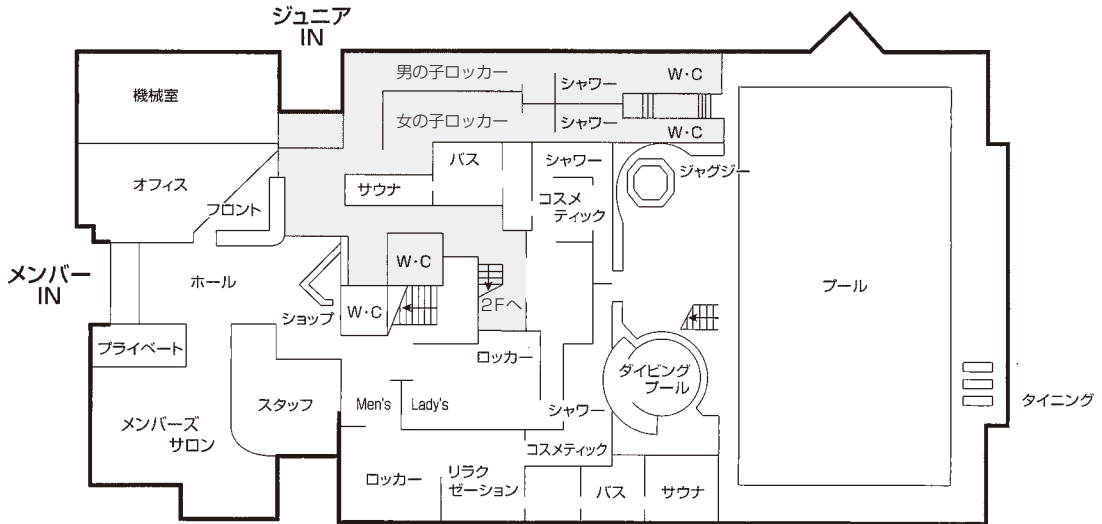 ジュニア
IN
男の子ロッカー
シャワー
W・C
機械室
女の子ロッカー
シャワー
W・C
バス
シャワー
ジャグジー
オフィス
サウナ
コスメ
ティック
フロント
メンバー
IN
ホール
W・C
プール
ショップ
W・C
2Fへ
プライベート
ロッカー
ダイビング
プール
スタッフ
Men's
Lady's
シャワー
タイニング
メンバーズ
サロン
コスメティック
ロッカー
リラク
ゼーション
バス
サウナ